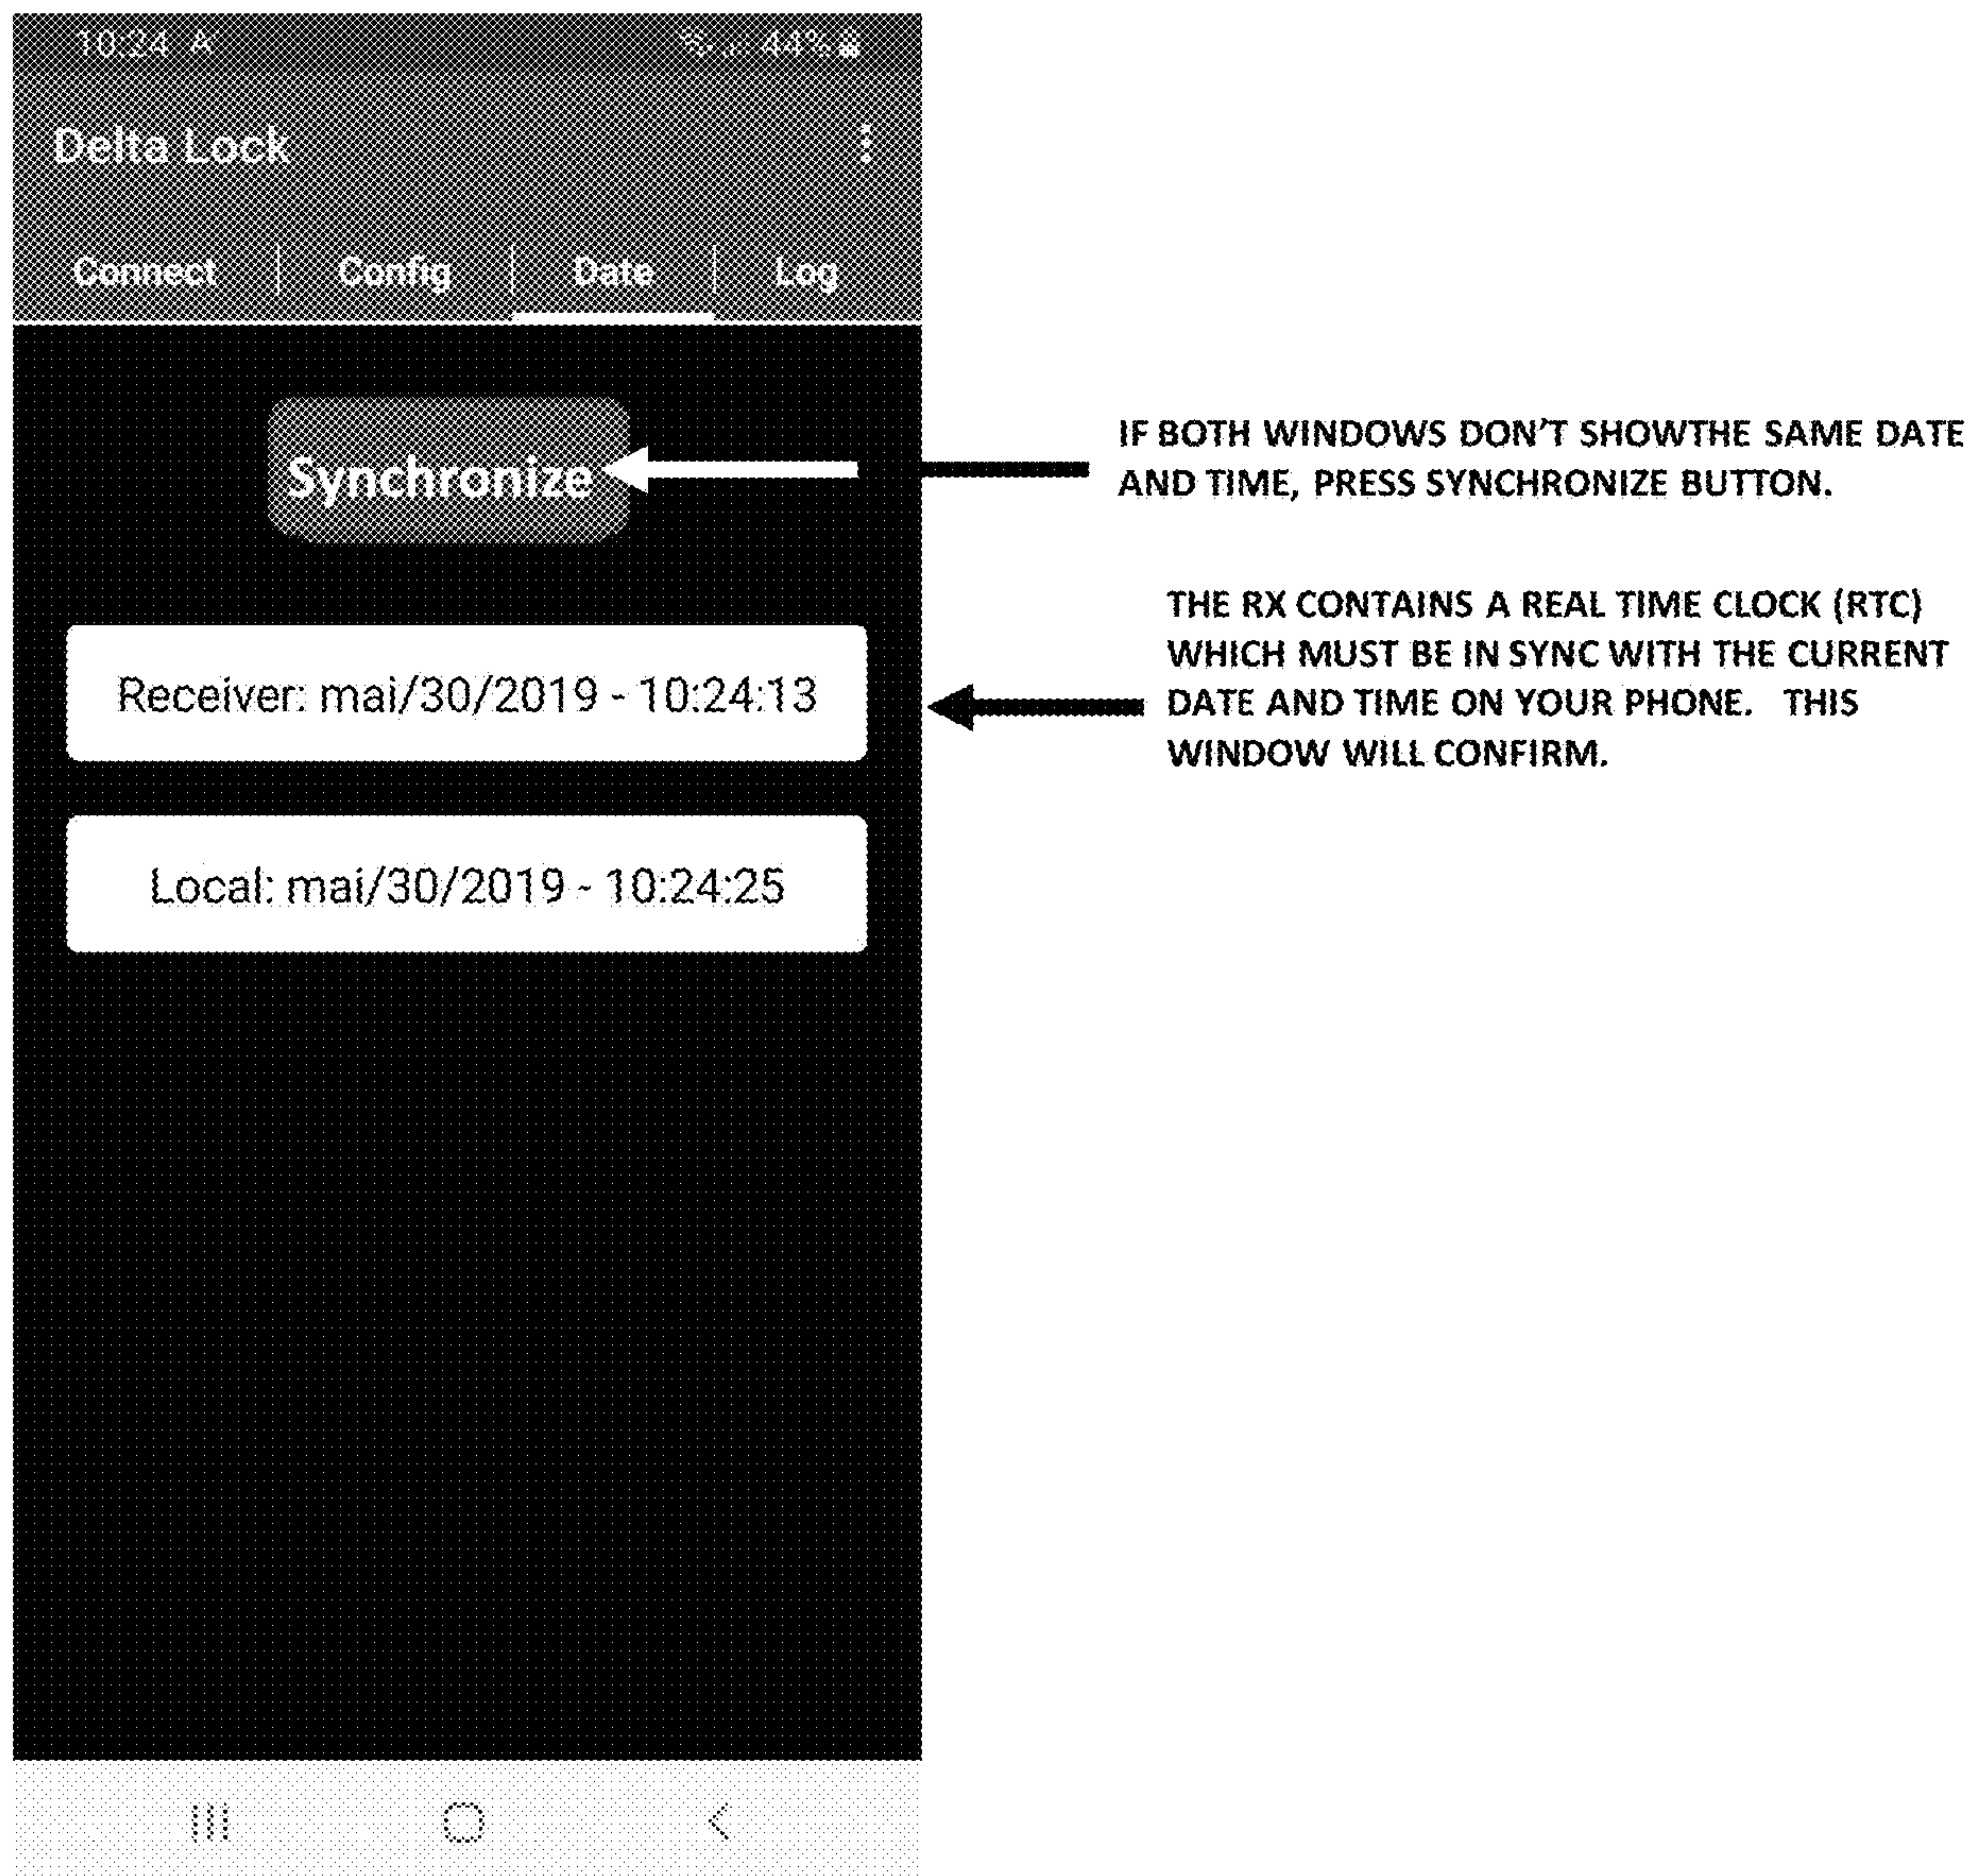 10:24 A 44%
Delta Lock
Connect Config Date Log
Synchronize
IF BOTH WINDOWS DON'T SHOWTHE SAME DATE
AND TIME, PRESS SYNCHRONIZE BUTTON.
THE RX CONTAINS A REAL TIME CLOCK (RTC)
WHICH MUST BE IN SYNC WITH THE CURRENT
DATE AND TIME ON YOUR PHONE. THIS
WINDOW WILL CONFIRM.
Receiver: mai/30/2019 - 10:24:13
Local: mai/30/2019 - 10:24:25